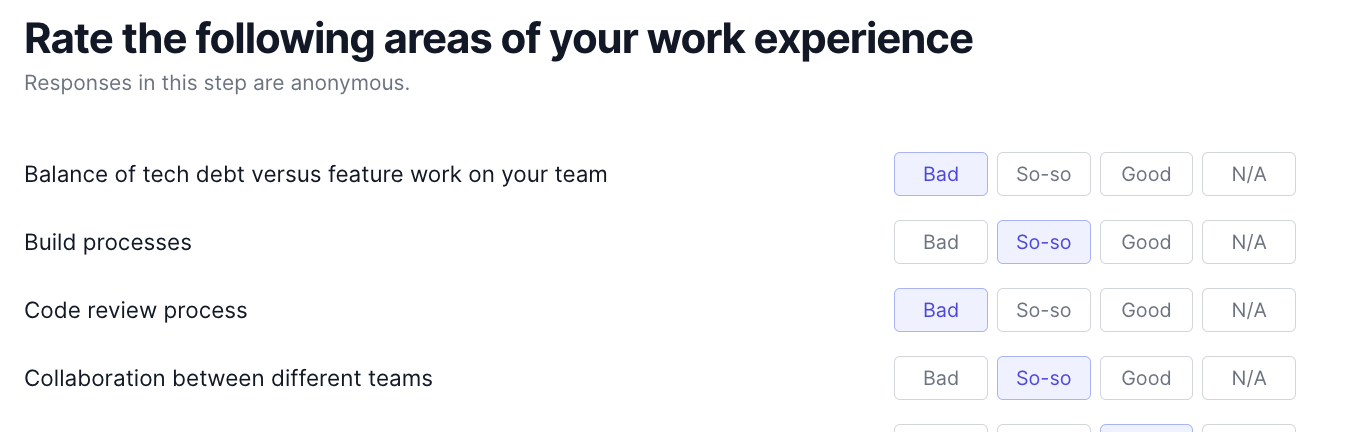 Rate the following areas of your work experience
Responses in this step are anonymous.
Balance of tech debt versus feature work on your team Bad So-so Good N/A
Build processes Bad So-so Good N/A
Code review process Bad So-so Good N/A
Collaboration between different teams Bad So-so Good N/A